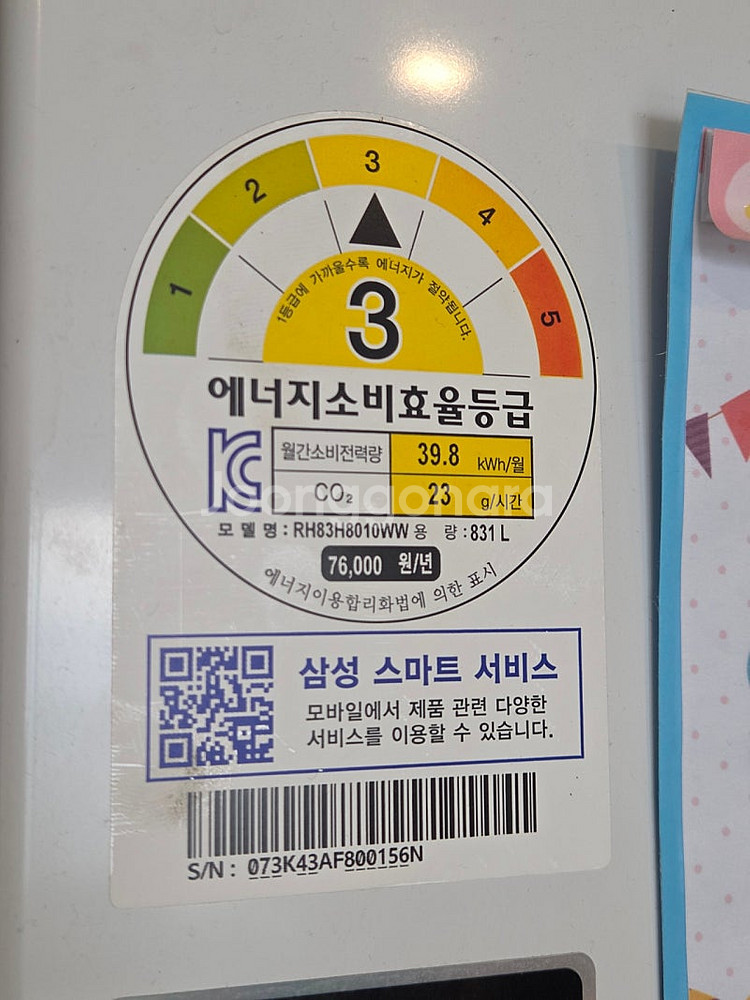 1 2 3 4 5
1등급에 가까울수록 에너지가 절약됩니다.
3
에너지소비효율등급
월간소비전력량 39.8 kWh/월
CO₂ 23 g/시간
Joonggonara
모델명 : RH83H8010WW 용 량 : 831 L
76,000 원/년
에너지이용합리화법에 의한 표시
삼성 스마트 서비스
모바일에서 제품 관련 다양한
서비스를 이용할 수 있습니다.
S/N : 073K43AF800156N